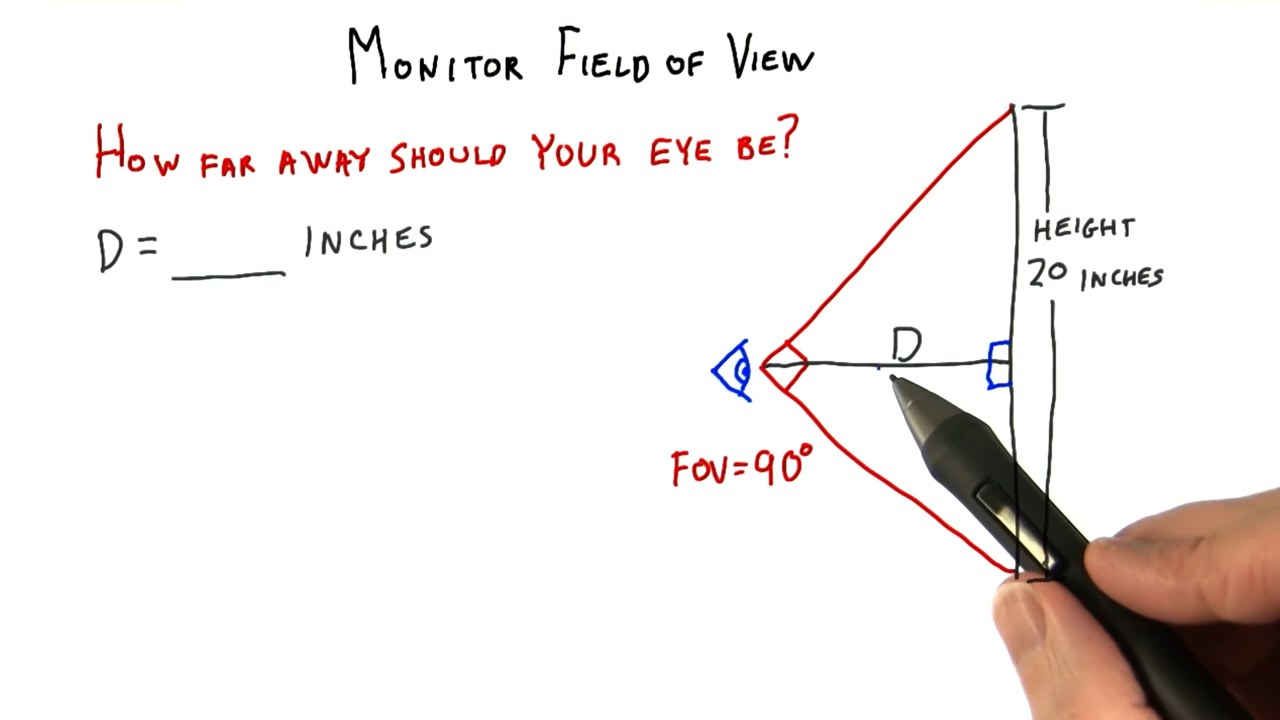 MONITOR FIELD OF VIEW
HOW FAR AWAY SHOULD YOUR EYE BE?
D = ____ INCHES
HEIGHT
20 INCHES
D
FOV=90°